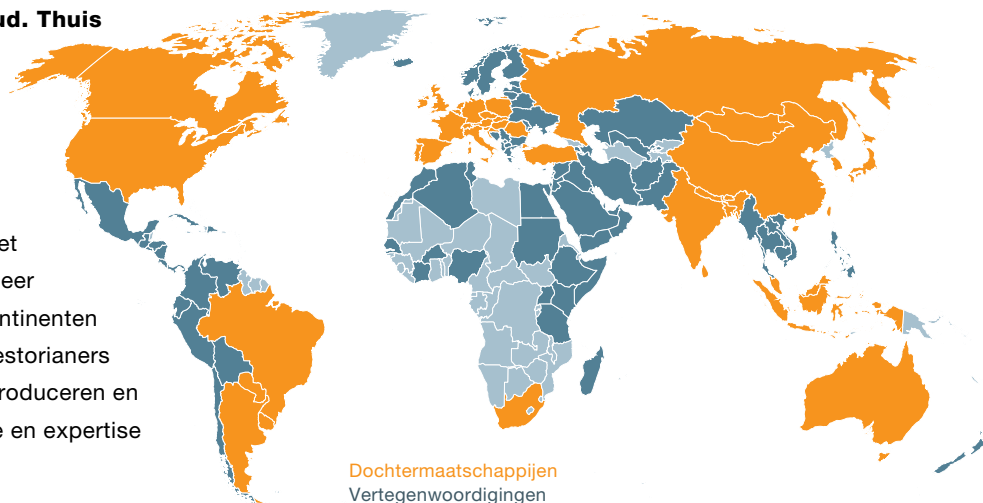 ud. Thuis
et
eer
ntinenten
estorianers
roduceren en
e en expertise
Dochtermaatschappijen
Vertegenwoordigingen